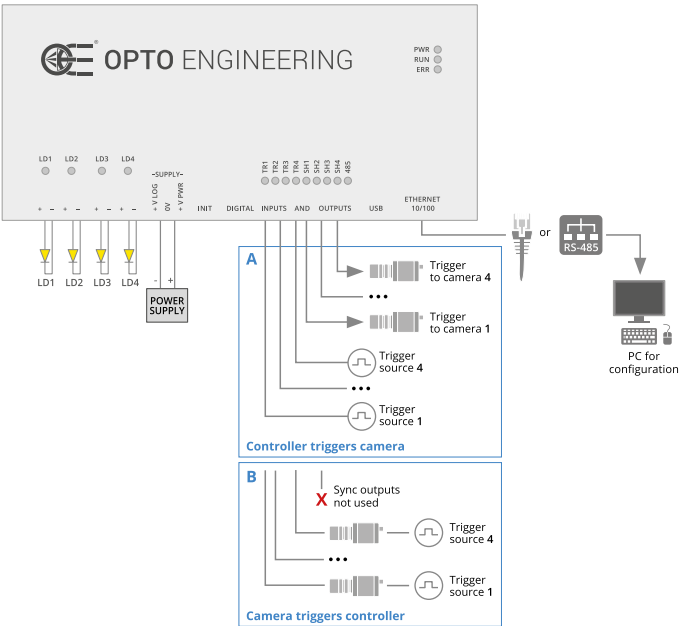 OPTO ENGINEERING
®
PWR
RUN
ERR
LD1 LD2 LD3 LD4
–SUPPLY–
+ V LOG
0V
+ V PWR
TR1
TR2
TR3
TR4
SH1
SH2
SH3
SH4
485
+ – + – + – + –
INIT DIGITAL INPUTS AND OUTPUTS USB
ETHERNET
10/100
LD1 LD2 LD3 LD4
- +
POWER
SUPPLY
or
RS-485
PC for
configuration
A
Trigger
to camera 4
...
Trigger
to camera 1
Trigger
source 4
...
Trigger
source 1
Controller triggers camera
B
X
Sync outputs
not used
Trigger
source 4
...
Trigger
source 1
Camera triggers controller